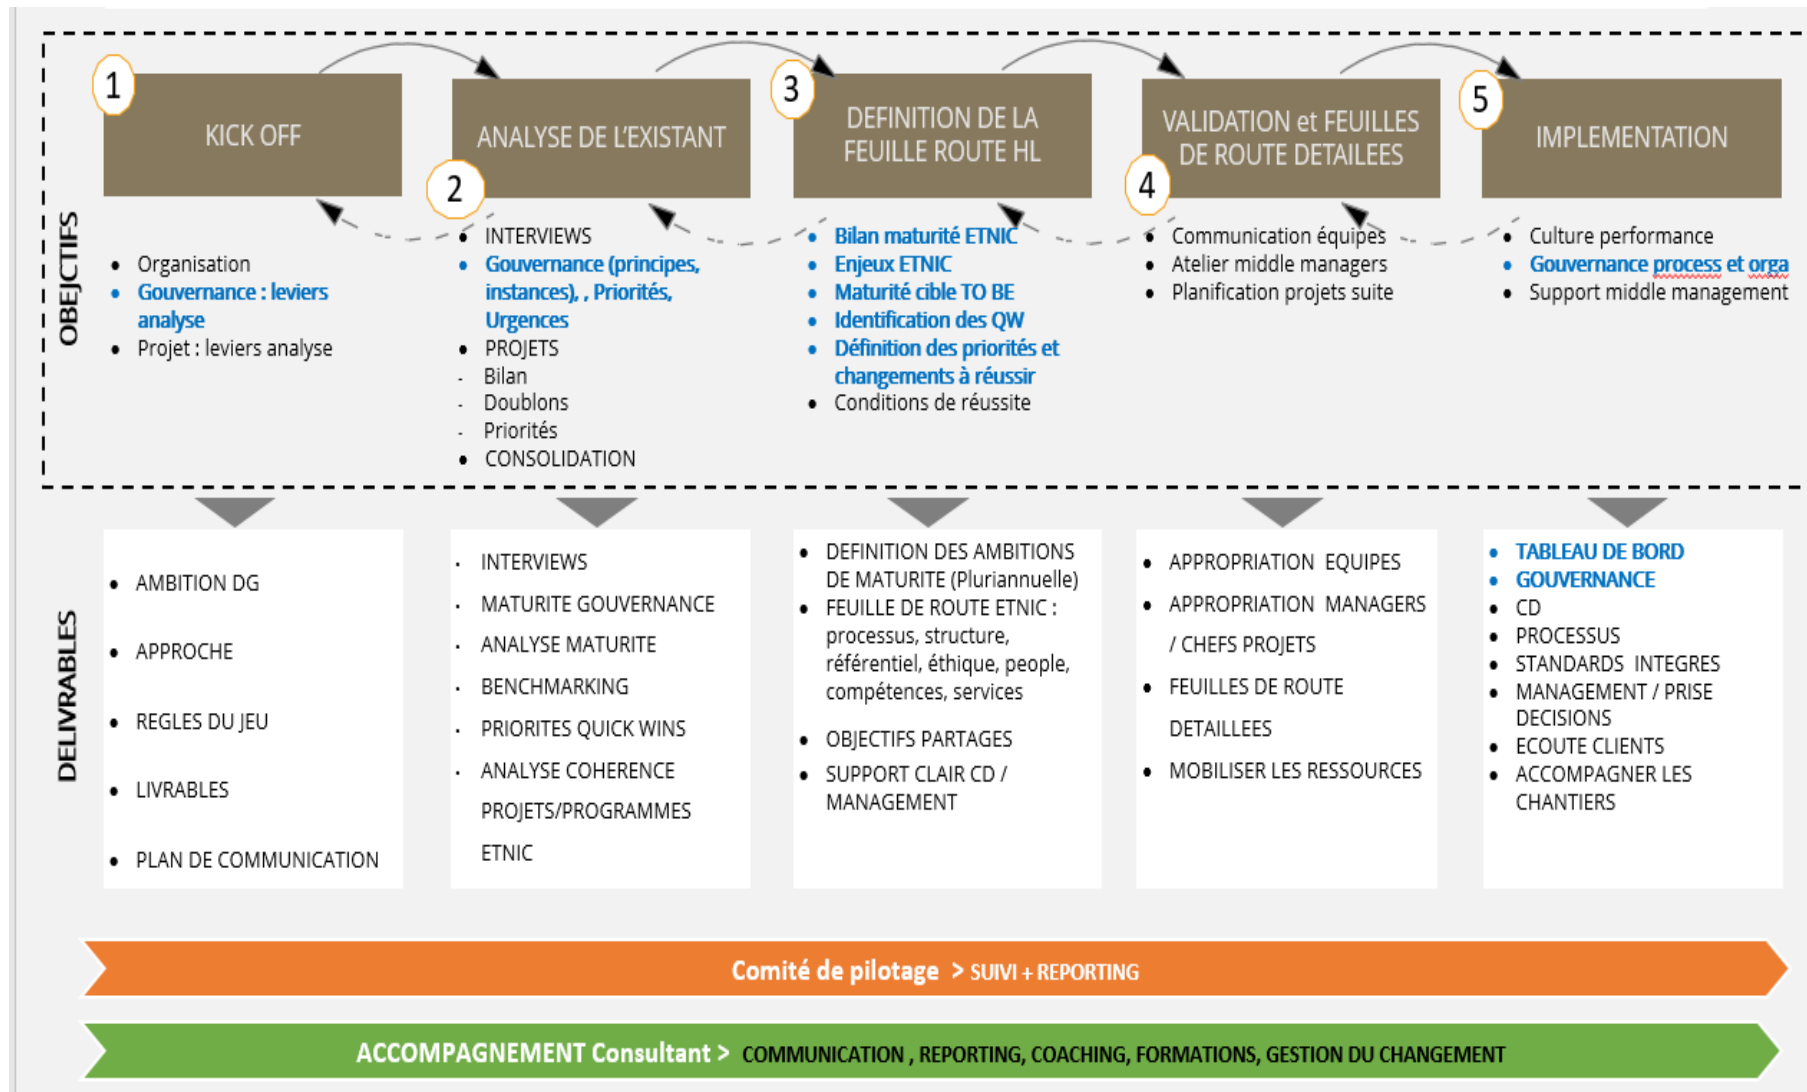 1
KICK OFF
2
ANALYSE DE L'EXISTANT
3
DEFINITION DE LA
FEUILLE ROUTE HL
4
VALIDATION et FEUILLES
DE ROUTE DETAILEES
5
IMPLEMENTATION
OBEJCTIFS
• Organisation
• Gouvernance : leviers
analyse
• Projet : leviers analyse
• INTERVIEWS
• Gouvernance (principes,
instances), , Priorités,
Urgences
• PROJETS
- Bilan
- Doublons
- Priorités
• CONSOLIDATION
• Bilan maturité ETNIC
• Enjeux ETNIC
• Maturité cible TO BE
• Identification des QW
• Définition des priorités et
changements à réussir
• Conditions de réussite
• Communication équipes
• Atelier middle managers
• Planification projets suite
• Culture performance
• Gouvernance process et orga
• Support middle management
DELIVRABLES
• AMBITION DG
• APPROCHE
• REGLES DU JEU
• LIVRABLES
• PLAN DE COMMUNICATION
· INTERVIEWS
· MATURITE GOUVERNANCE
· ANALYSE MATURITE
· BENCHMARKING
· PRIORITES QUICK WINS
· ANALYSE COHERENCE
PROJETS/PROGRAMMES
ETNIC
• DEFINITION DES AMBITIONS
DE MATURITE (Pluriannuelle)
• FEUILLE DE ROUTE ETNIC :
processus, structure,
référentiel, éthique, people,
compétences, services
• OBJECTIFS PARTAGES
• SUPPORT CLAIR CD /
MANAGEMENT
• APPROPRIATION EQUIPES
• APPROPRIATION MANAGERS
/ CHEFS PROJETS
• FEUILLES DE ROUTE
DETAILLEES
• MOBILISER LES RESSOURCES
• TABLEAU DE BORD
• GOUVERNANCE
• CD
• PROCESSUS
• STANDARDS INTEGRES
• MANAGEMENT / PRISE
DECISIONS
• ECOUTE CLIENTS
• ACCOMPAGNER LES
CHANTIERS
Comité de pilotage > SUIVI + REPORTING
ACCOMPAGNEMENT Consultant > COMMUNICATION , REPORTING, COACHING, FORMATIONS, GESTION DU CHANGEMENT